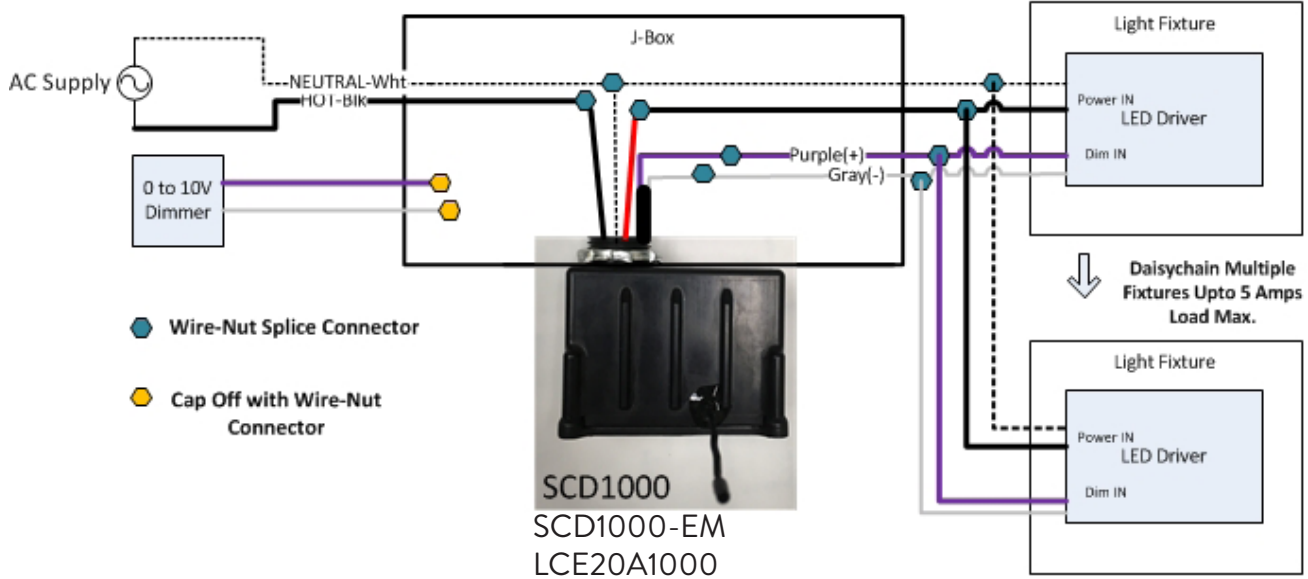 J-Box
Light Fixture
AC Supply
NEUTRAL-Wht
HOT-Blk
Power IN
LED Driver
Dim IN
Purple(+)
Gray(-)
0 to 10V
Dimmer
Daisychain Multiple
Fixtures Upto 5 Amps
Load Max.
Wire-Nut Splice Connector
Cap Off with Wire-Nut
Connector
Light Fixture
Power IN
LED Driver
Dim IN
SCD1000
SCD1000-EM
LCE20A1000